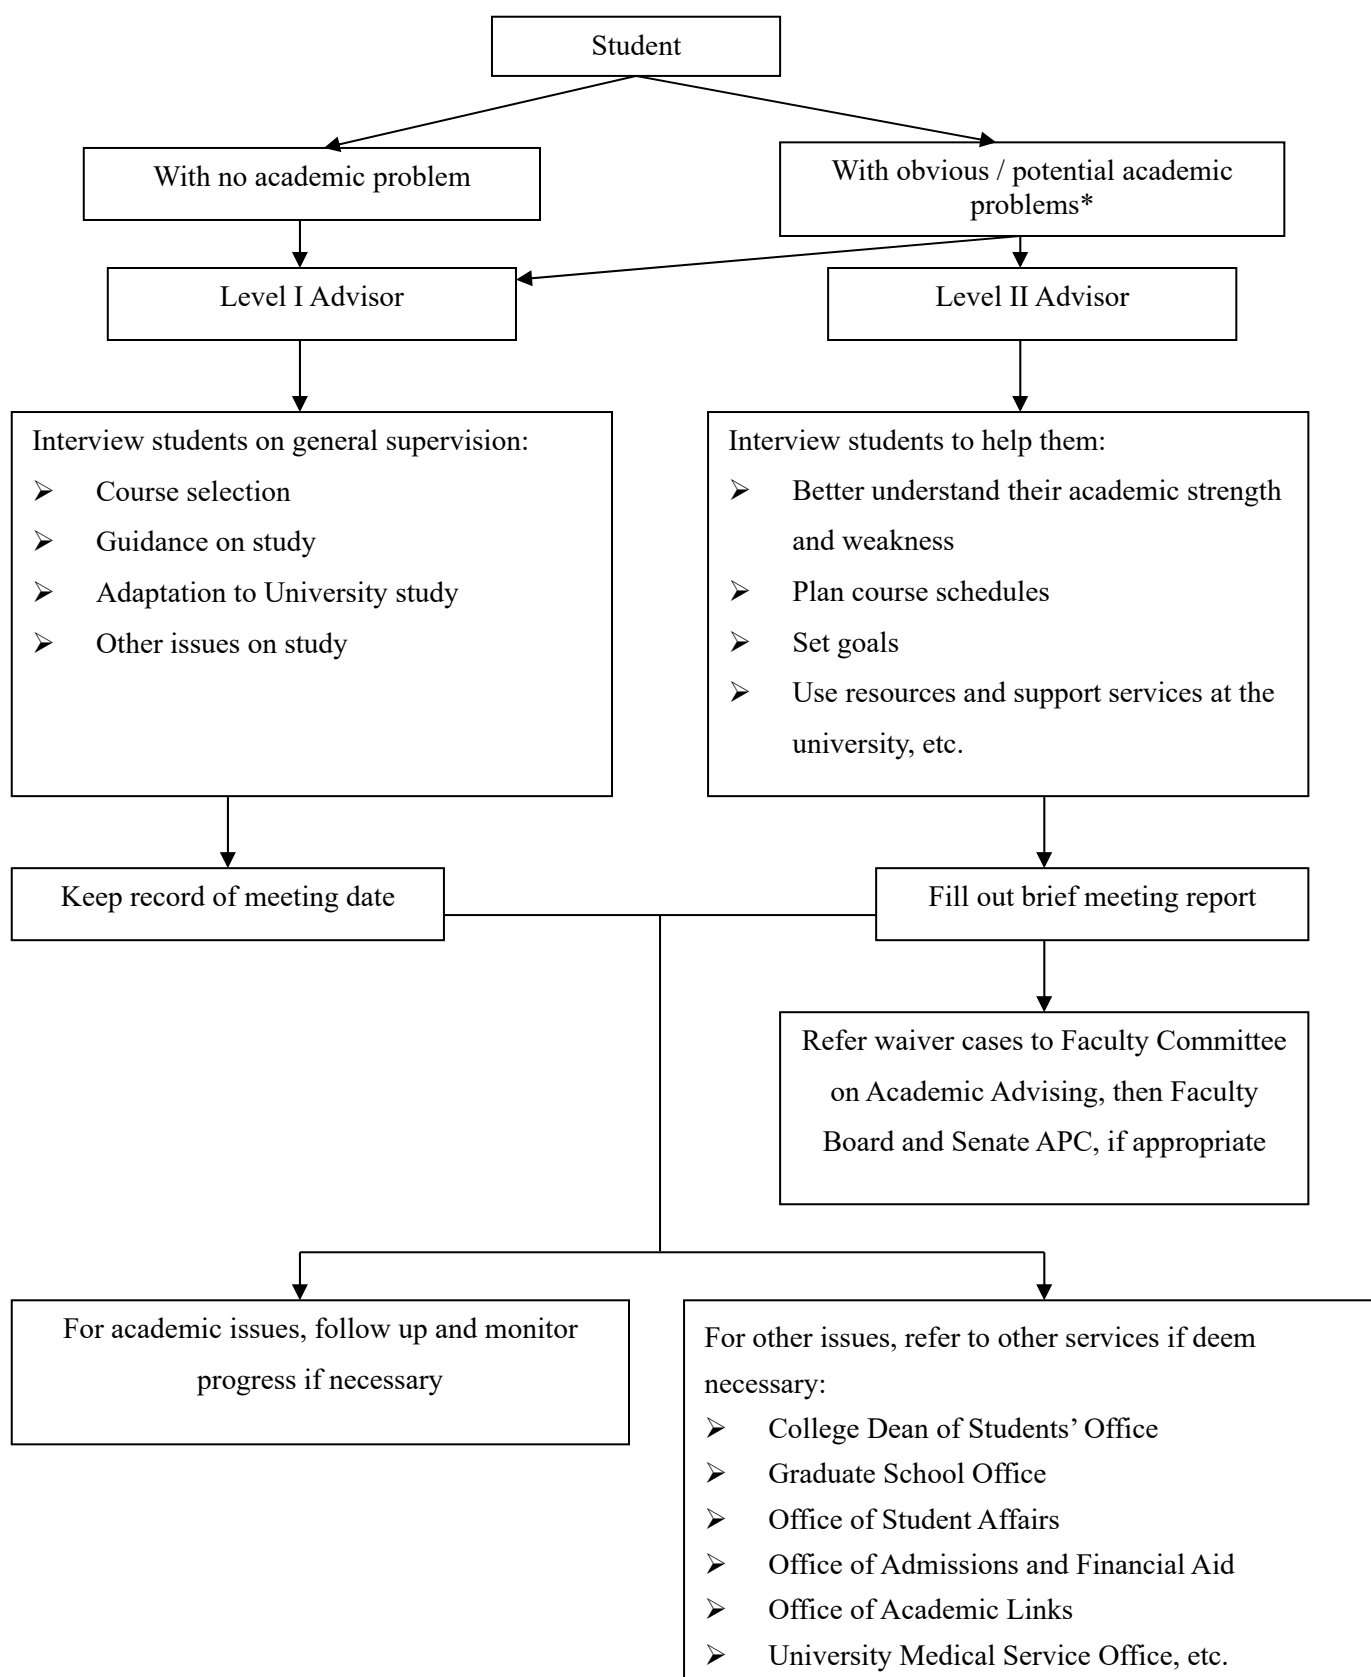 Student
With no academic problem
With obvious / potential academic
problems*
Level I Advisor
Level II Advisor
Interview students on general supervision:
➢ Course selection
➢ Guidance on study
➢ Adaptation to University study
➢ Other issues on study
Interview students to help them:
➢ Better understand their academic strength
and weakness
➢ Plan course schedules
➢ Set goals
➢ Use resources and support services at the
university, etc.
Keep record of meeting date
Fill out brief meeting report
Refer waiver cases to Faculty Committee
on Academic Advising, then Faculty
Board and Senate APC, if appropriate
For academic issues, follow up and monitor
progress if necessary
For other issues, refer to other services if deem
necessary:
➢ College Dean of Students’ Office
➢ Graduate School Office
➢ Office of Student Affairs
➢ Office of Admissions and Financial Aid
➢ Office of Academic Links
➢ University Medical Service Office, etc.